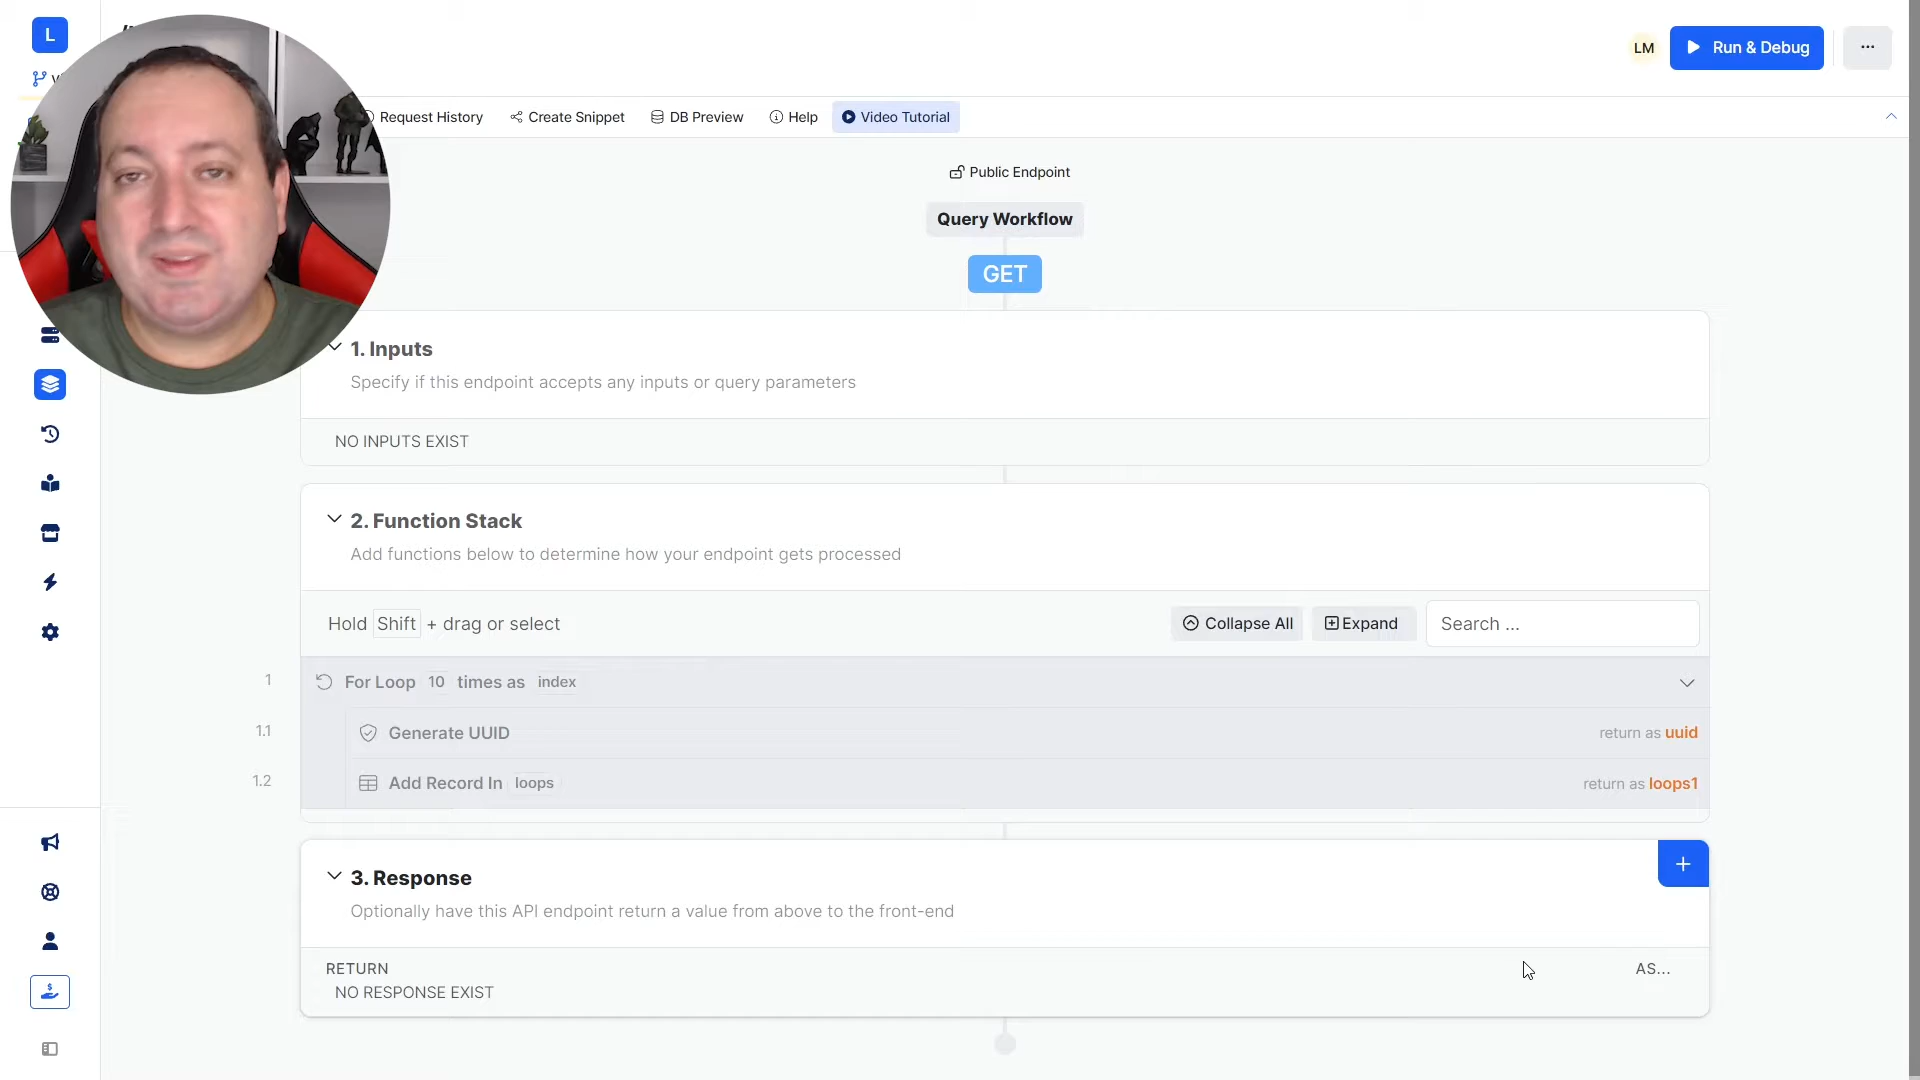 L
LM
Run & Debug
...
Request History
Create Snippet
DB Preview
Help
Video Tutorial
Public Endpoint
Query Workflow
GET
1. Inputs
Specify if this endpoint accepts any inputs or query parameters
NO INPUTS EXIST
2. Function Stack
Add functions below to determine how your endpoint gets processed
Hold Shift + drag or select
Collapse All
Expand
Search ...
1 For Loop 10 times as index
1.1 Generate UUID return as uuid
1.2 Add Record In loops return as loops1
3. Response
+
Optionally have this API endpoint return a value from above to the front-end
RETURN AS...
NO RESPONSE EXIST